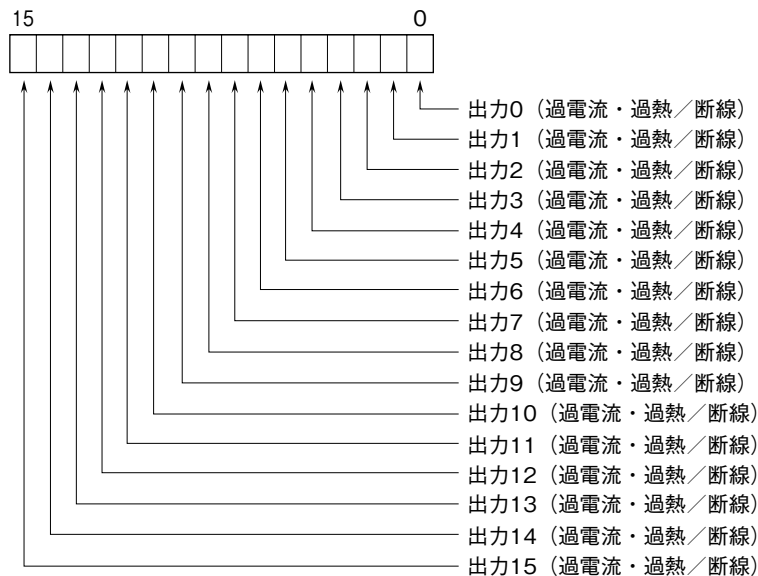 15 0
出力0（過電流・過熱／断線）
出力1（過電流・過熱／断線）
出力2（過電流・過熱／断線）
出力3（過電流・過熱／断線）
出力4（過電流・過熱／断線）
出力5（過電流・過熱／断線）
出力6（過電流・過熱／断線）
出力7（過電流・過熱／断線）
出力8（過電流・過熱／断線）
出力9（過電流・過熱／断線）
出力10（過電流・過熱／断線）
出力11（過電流・過熱／断線）
出力12（過電流・過熱／断線）
出力13（過電流・過熱／断線）
出力14（過電流・過熱／断線）
出力15（過電流・過熱／断線）